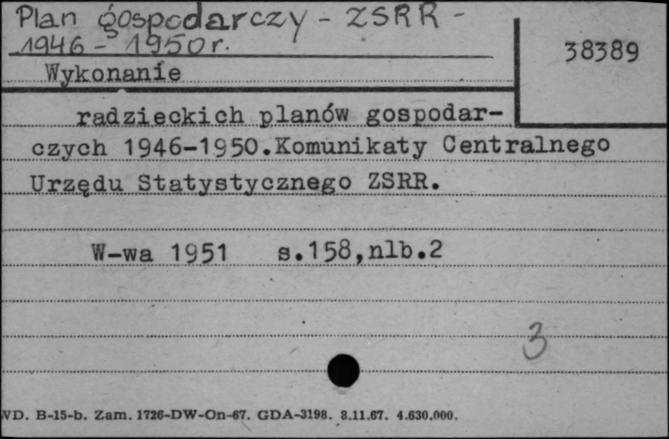 Plan gospodarczy - ZSRR -
1946 - 1950 r.
38389
Wykonanie
radzieckich planów gospodar-
czych 1946-1950.Komunikaty Centralnego
Urzędu Statystycznego ZSRR.
W-wa 1951 s.158,nlb.2
3
WD. B-15-b. Zam. 1726-DW-On-67. GDA-3198. 8.11.67. 4.630.000.